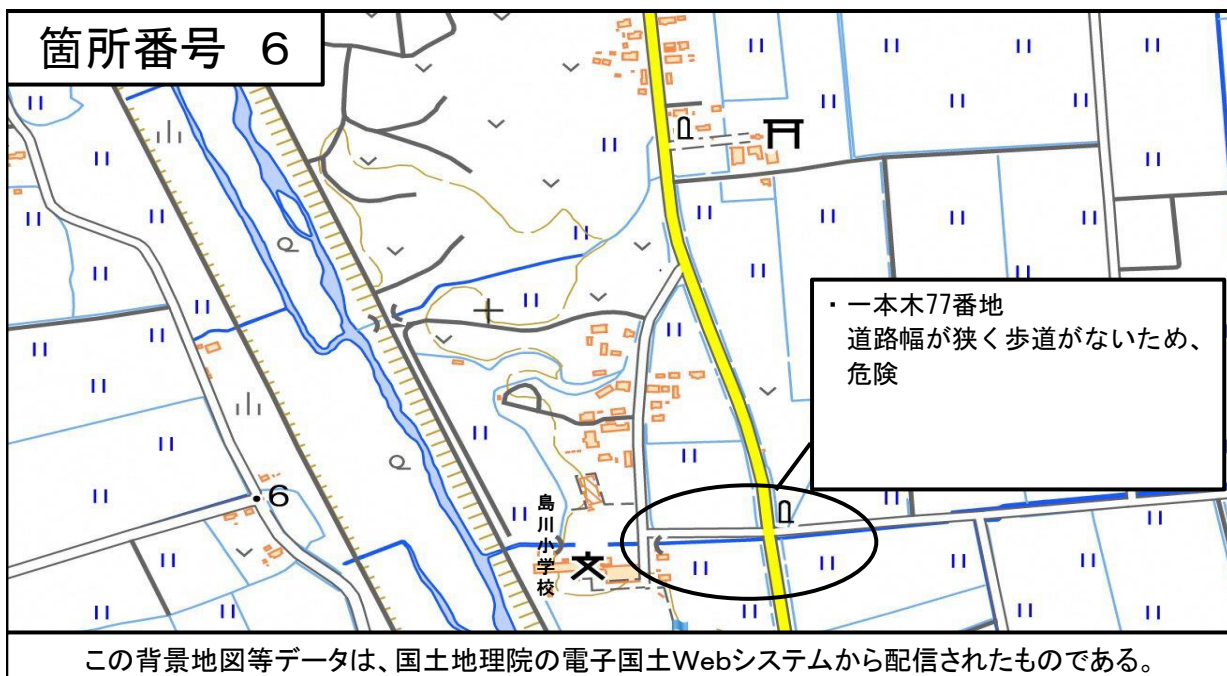 箇所番号 6
・一本木77番地
道路幅が狭く歩道がないため、
危険
6
島川小学校
この背景地図等データは、国土地理院の電子国土Webシステムから配信されたものである。